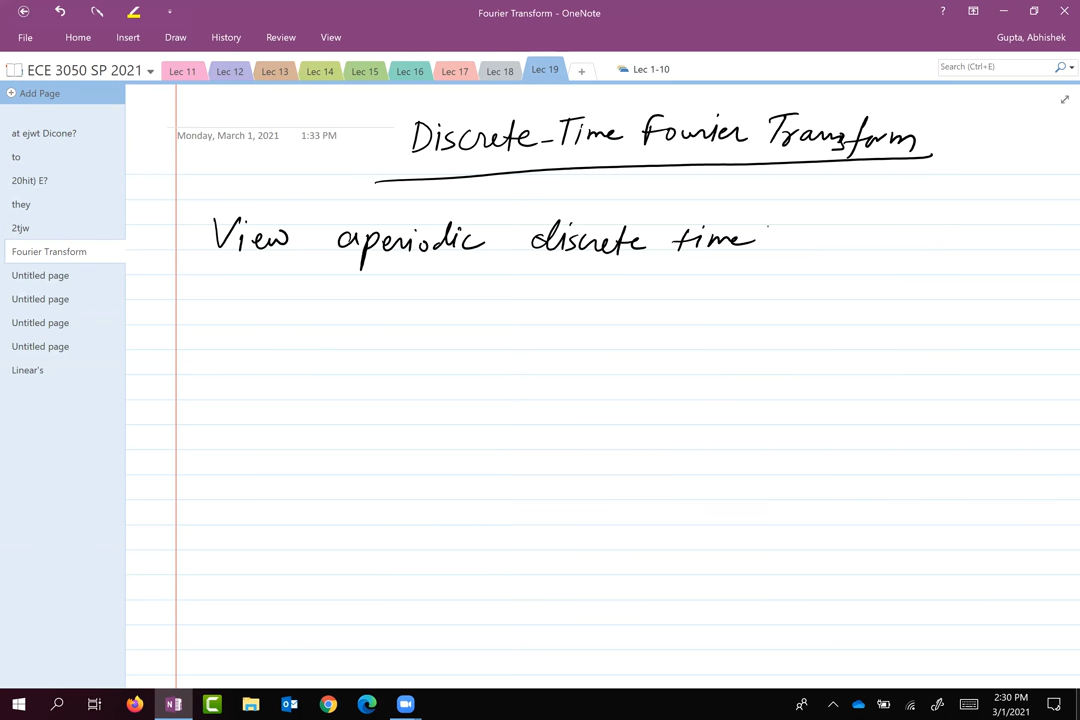 Fourier Transform - OneNote
?
File Home Insert Draw History Review View
Gupta, Abhishek
ECE 3050 SP 2021 Lec 11 Lec 12 Lec 13 Lec 14 Lec 15 Lec 16 Lec 17 Lec 18 Lec 19 + Lec 1-10
Search (Ctrl+E)
Add Page
at ejwt Dicone?
to
20hit) E?
they
2tjw
Fourier Transform
Untitled page
Untitled page
Untitled page
Untitled page
Linear's
Monday, March 1, 2021 1:33 PM
Discrete-Time Fourier Transform
View aperiodic discrete time
2:30 PM
3/1/2021